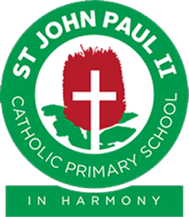 ST JOHN PAUL II
CATHOLIC PRIMARY SCHOOL
IN HARMONY